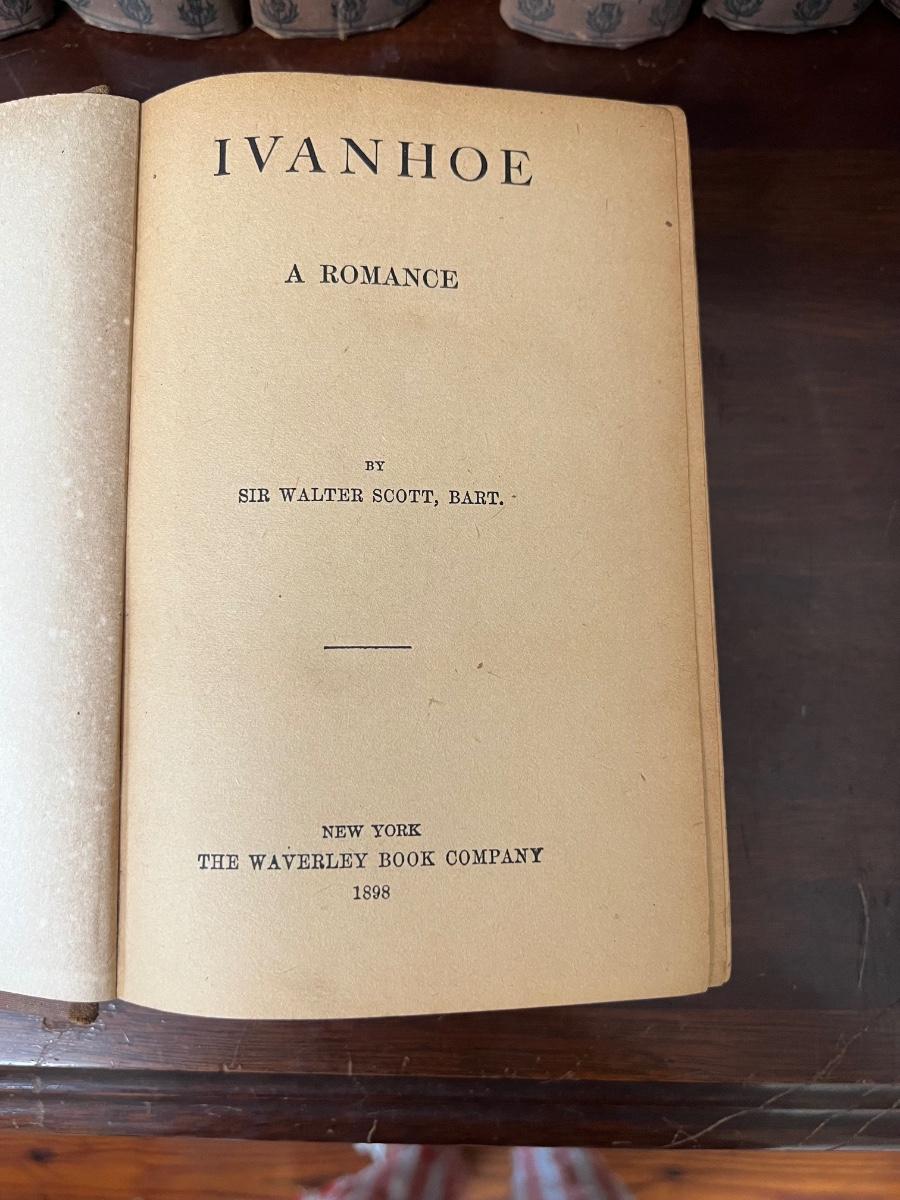 IVANHOE
A ROMANCE
BY
SIR WALTER SCOTT, BART.
NEW YORK
THE WAVERLEY BOOK COMPANY
1898